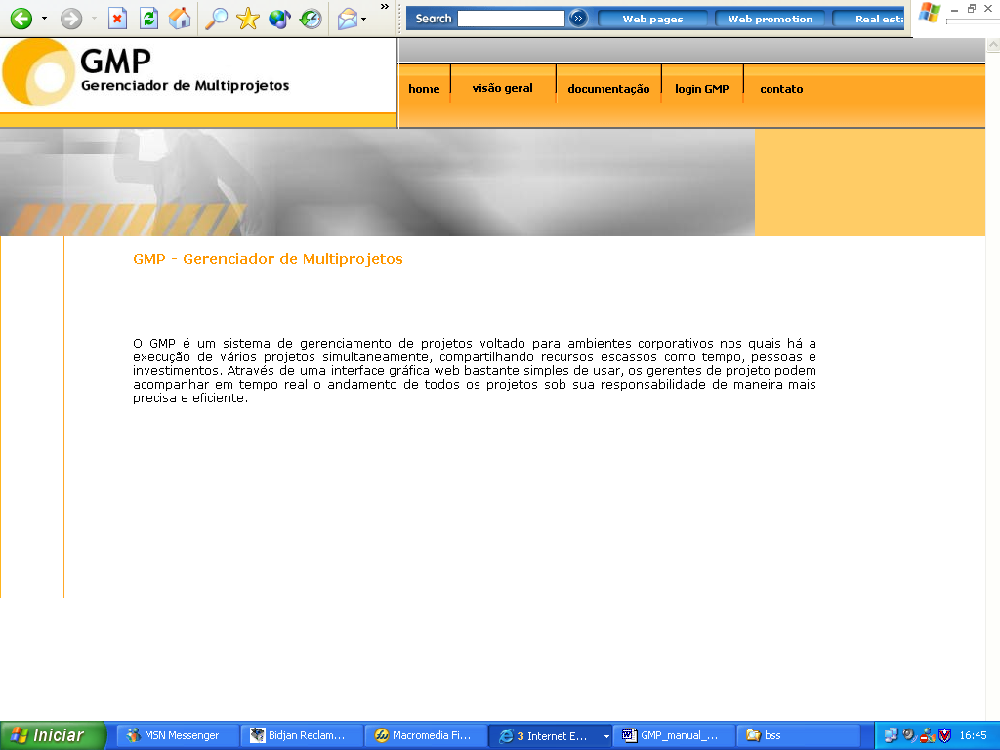 »
Search
Web pages
Web promotion
Real esta
GMP
Gerenciador de Multiprojetos
home
visão geral
documentação
login GMP
contato
GMP - Gerenciador de Multiprojetos
O GMP é um sistema de gerenciamento de projetos voltado para ambientes corporativos nos quais há a
execução de vários projetos simultaneamente, compartilhando recursos escassos como tempo, pessoas e
investimentos. Através de uma interface gráfica web bastante simples de usar, os gerentes de projeto podem
acompanhar em tempo real o andamento de todos os projetos sob sua responsabilidade de maneira mais
precisa e eficiente.
Iniciar
MSN Messenger
Bidjan Reclam...
Macromedia Fi...
3 Internet E...
GMP_manual_...
bss
16:45